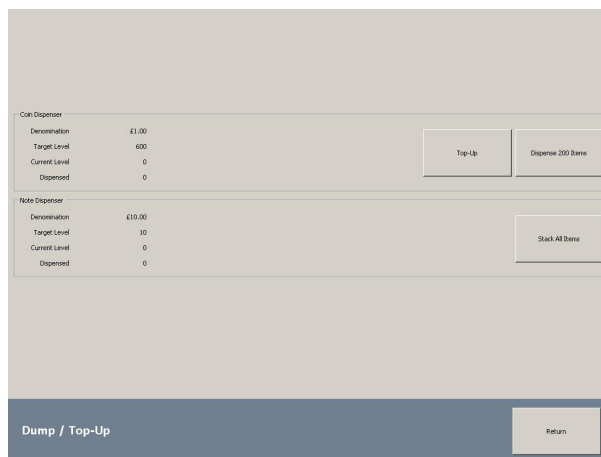 Coin Dispenser
Denomination £1.00
Target Level 600
Current Level 0
Dispensed 0
Top-Up
Dispense 200 Items
Note Dispenser
Denomination £10.00
Target Level 10
Current Level 0
Dispensed 0
Stack All Items
Dump / Top-Up
Return